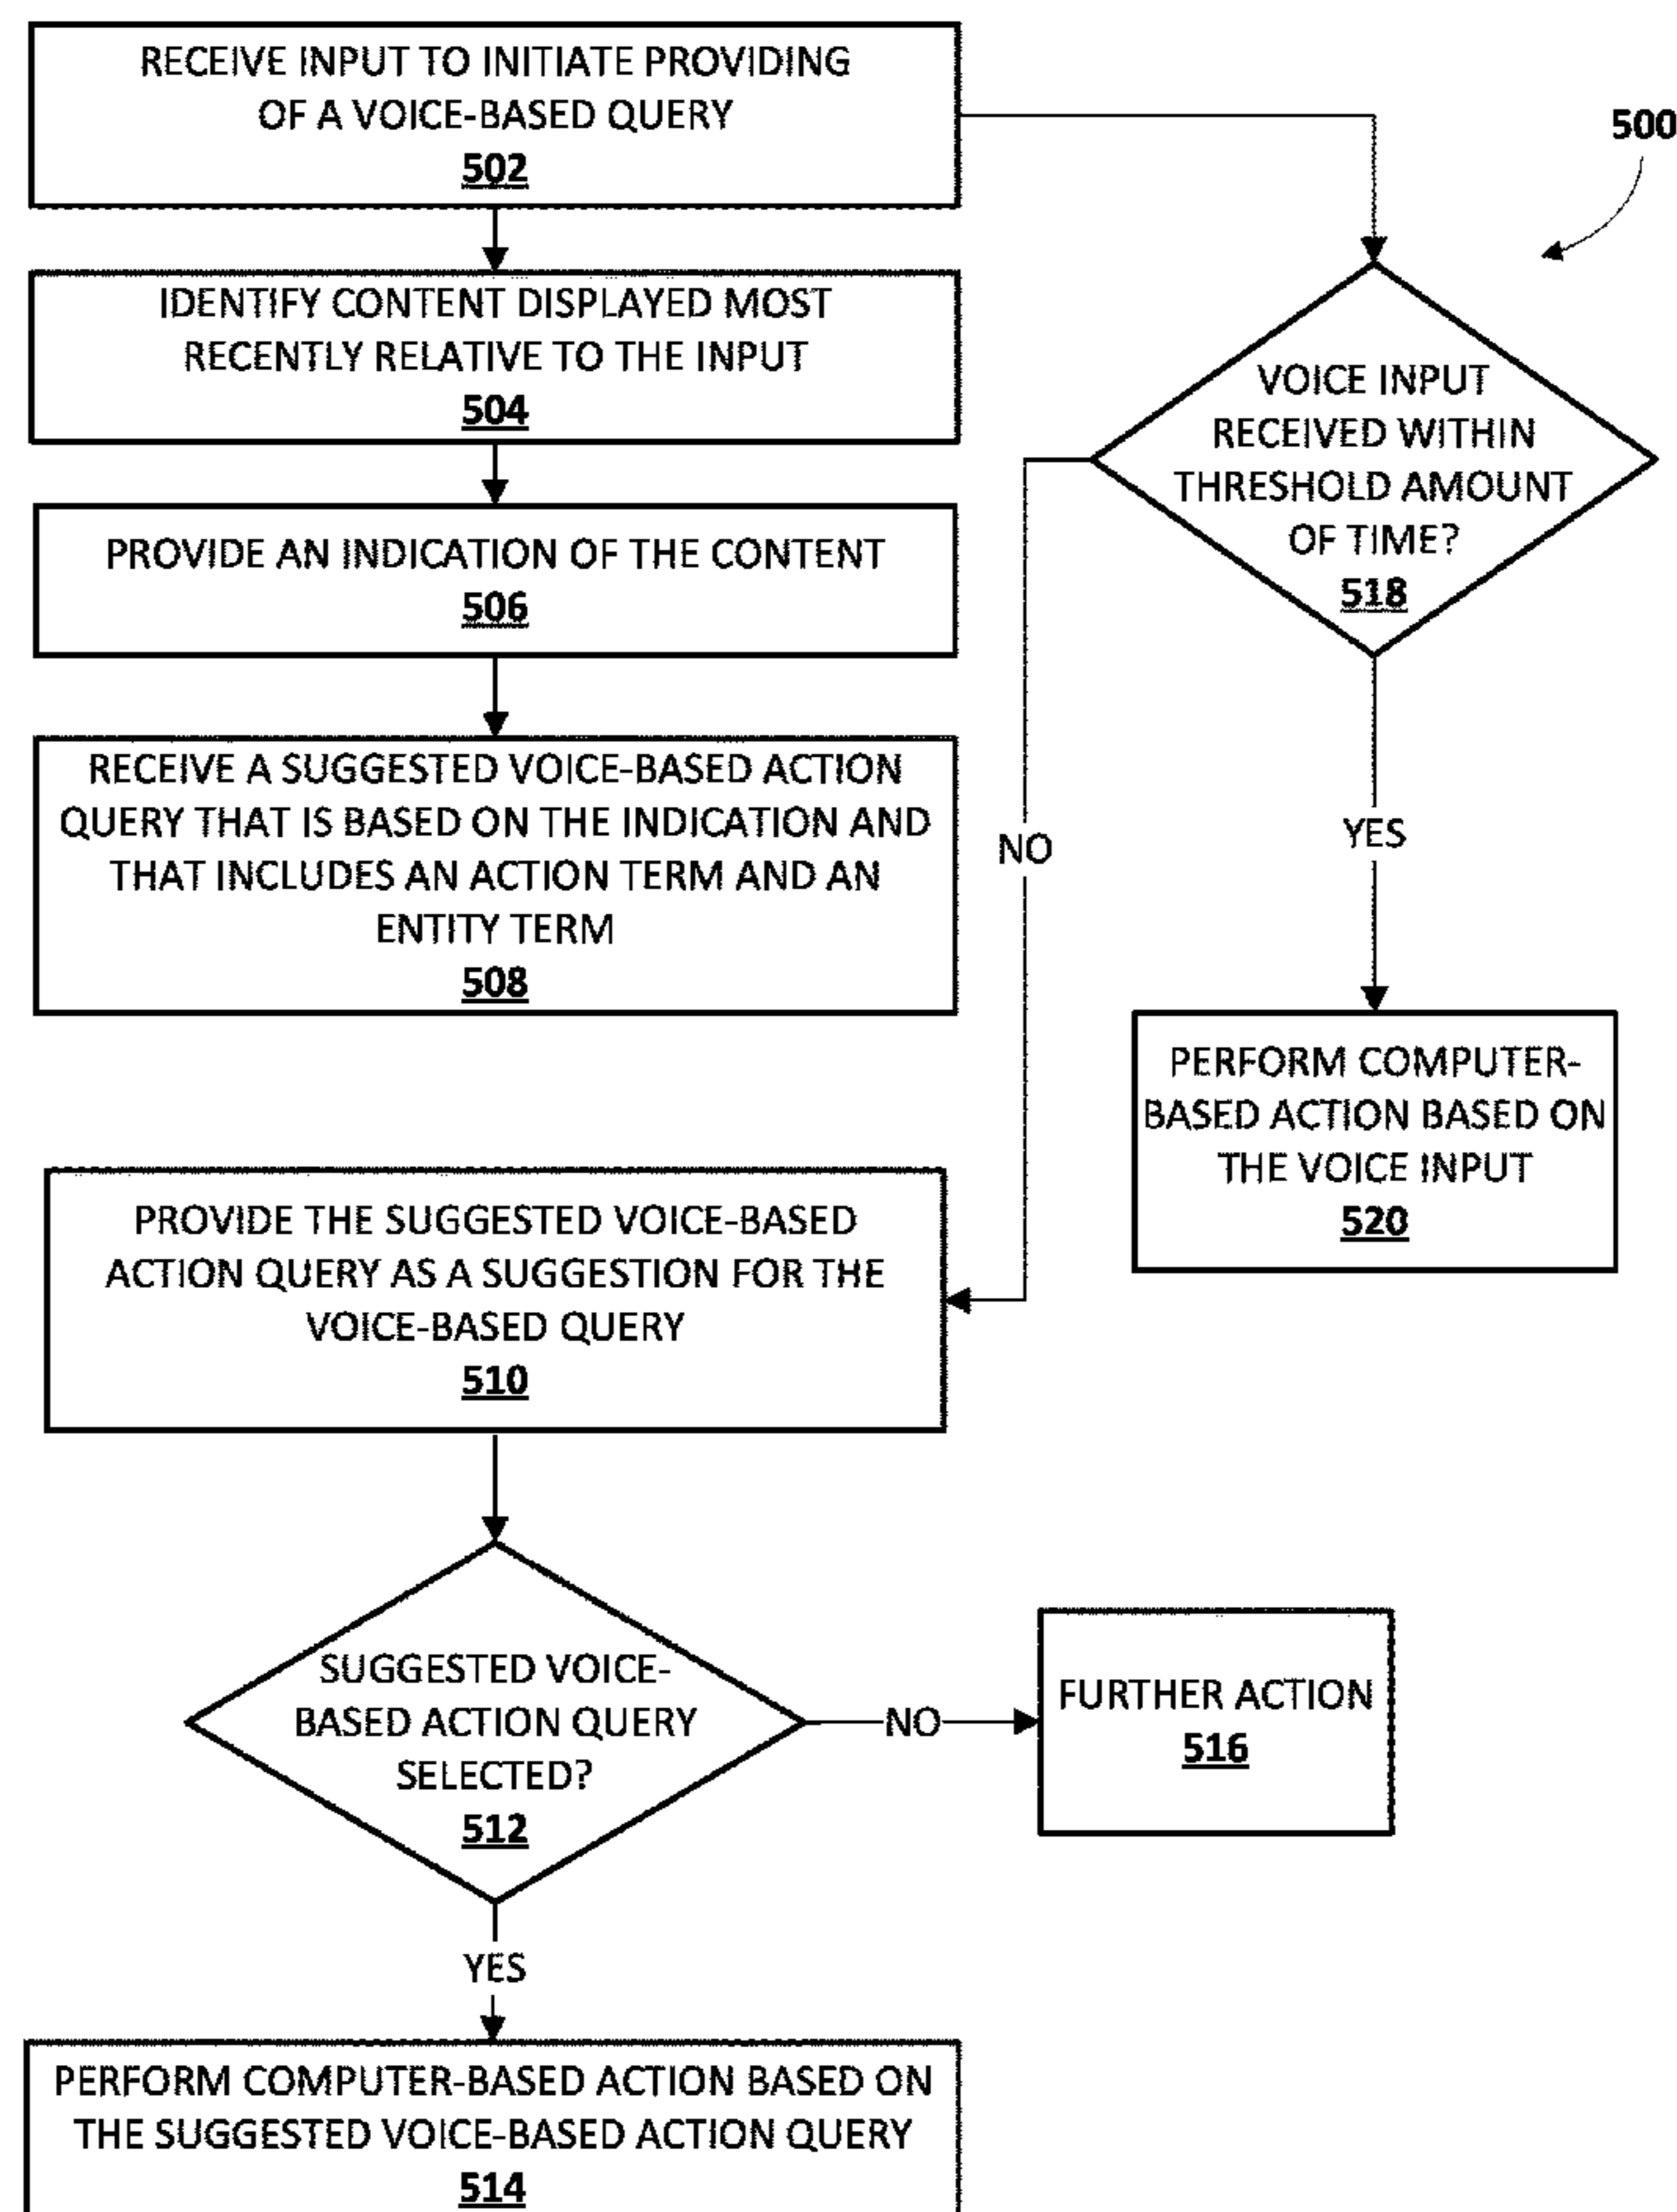 RECEIVE INPUT TO INITIATE PROVIDING
OF A VOICE-BASED QUERY
502
500
IDENTIFY CONTENT DISPLAYED MOST
RECENTLY RELATIVE TO THE INPUT
504
VOICE INPUT
RECEIVED WITHIN
THRESHOLD AMOUNT
OF TIME?
518
PROVIDE AN INDICATION OF THE CONTENT
506
RECEIVE A SUGGESTED VOICE-BASED ACTION
QUERY THAT IS BASED ON THE INDICATION AND
THAT INCLUDES AN ACTION TERM AND AN
ENTITY TERM
508
NO
YES
PERFORM COMPUTER-
BASED ACTION BASED ON
THE VOICE INPUT
520
PROVIDE THE SUGGESTED VOICE-BASED
ACTION QUERY AS A SUGGESTION FOR THE
VOICE-BASED QUERY
510
SUGGESTED VOICE-
BASED ACTION QUERY
SELECTED?
512
NO
FURTHER ACTION
516
YES
PERFORM COMPUTER-BASED ACTION BASED ON
THE SUGGESTED VOICE-BASED ACTION QUERY
514